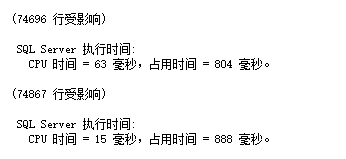 (74696 行受影响)
SQL Server 执行时间:
CPU 时间 = 63 毫秒，占用时间 = 804 毫秒。
(74867 行受影响)
SQL Server 执行时间:
CPU 时间 = 15 毫秒，占用时间 = 888 毫秒。